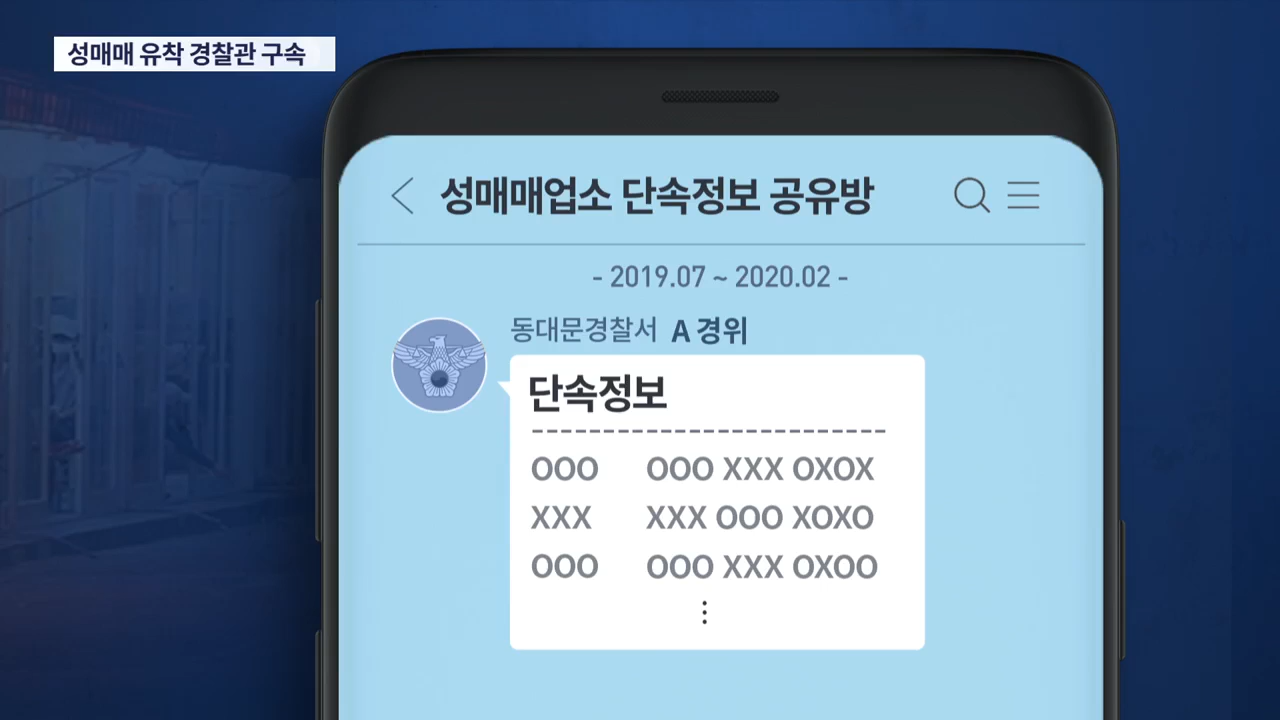 성매매 유착 경찰관 구속
성매매업소 단속정보 공유방
- 2019.07 ~ 2020.02 -
동대문경찰서 A 경위
단속정보
OOO OOO XXX OXOX
XXX XXX OOO XOXO
OOO OOO XXX OXOO